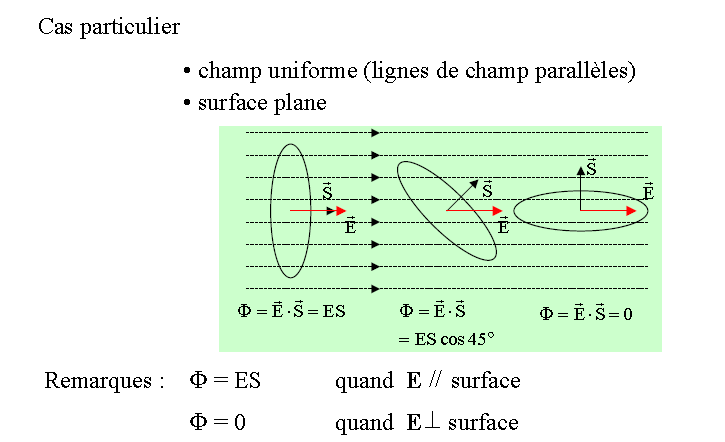 Cas particulier
• champ uniforme (lignes de champ parallèles)
• surface plane
S⃗
E⃗
S⃗
E⃗
S⃗
E⃗
Φ = E⃗ · S⃗ = ES
Φ = E⃗ · S⃗
= ES cos 45°
Φ = E⃗ · S⃗ = 0
Remarques : Φ = ES quand E // surface
Φ = 0 quand E ⊥ surface